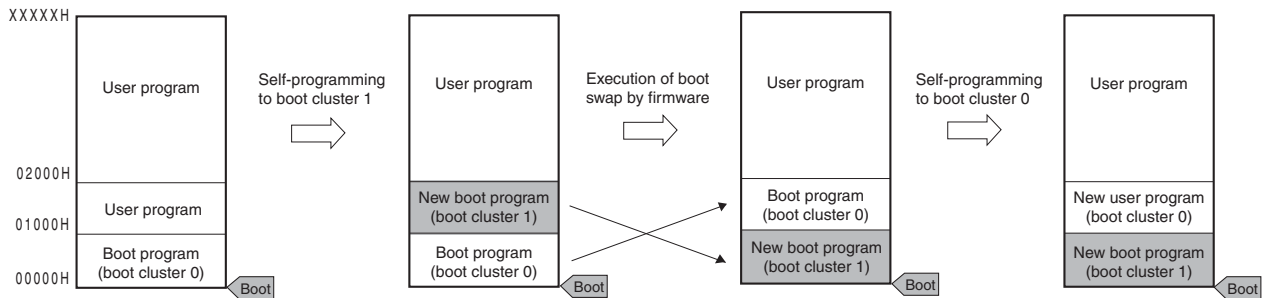 XXXXXH
02000H
01000H
00000H
User program
User program
Boot program
(boot cluster 0)
Boot
Self-programming
to boot cluster 1
User program
New boot program
(boot cluster 1)
Boot program
(boot cluster 0)
Boot
Execution of boot
swap by firmware
User program
Boot program
(boot cluster 0)
New boot program
(boot cluster 1)
Boot
Self-programming
to boot cluster 0
User program
New user program
(boot cluster 0)
New boot program
(boot cluster 1)
Boot